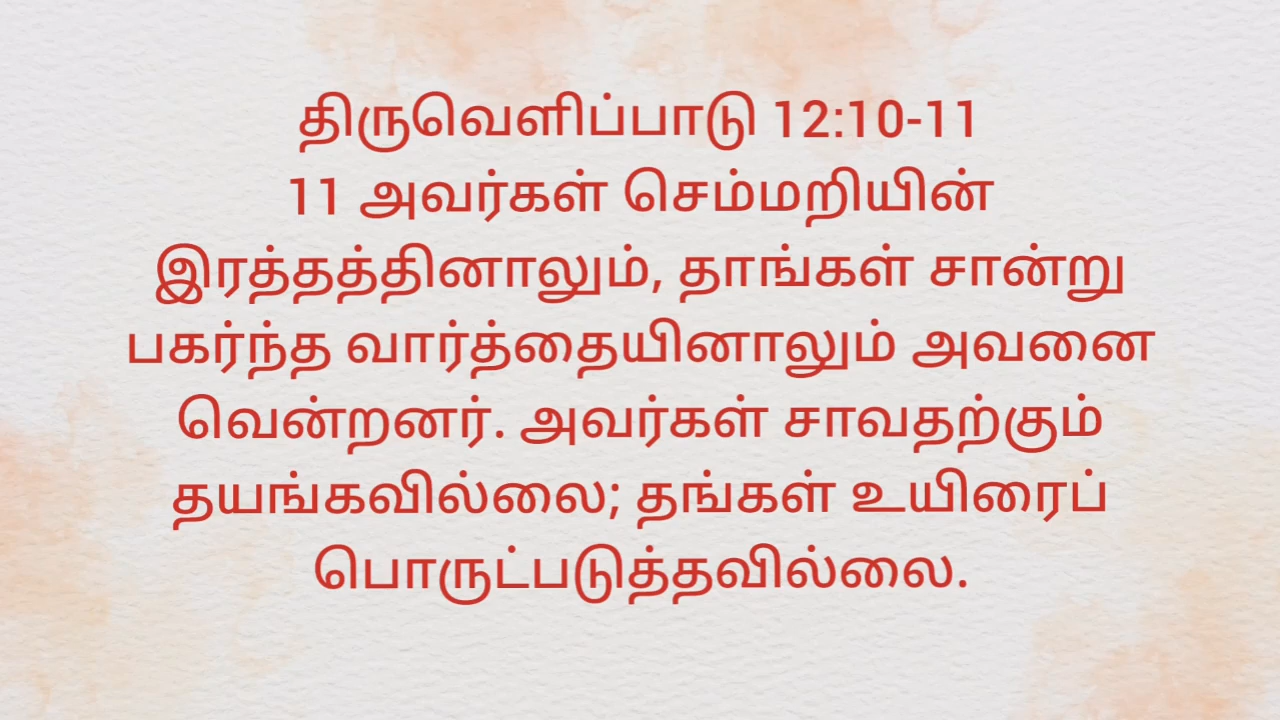 திருவெளிப்பாடு 12:10-11
11 அவர்கள் செம்மறியின்
இரத்தத்தினாலும், தாங்கள் சான்று
பகர்ந்த வார்த்தையினாலும் அவனை
வென்றனர். அவர்கள் சாவதற்கும்
தயங்கவில்லை; தங்கள் உயிரைப்
பொருட்படுத்தவில்லை.